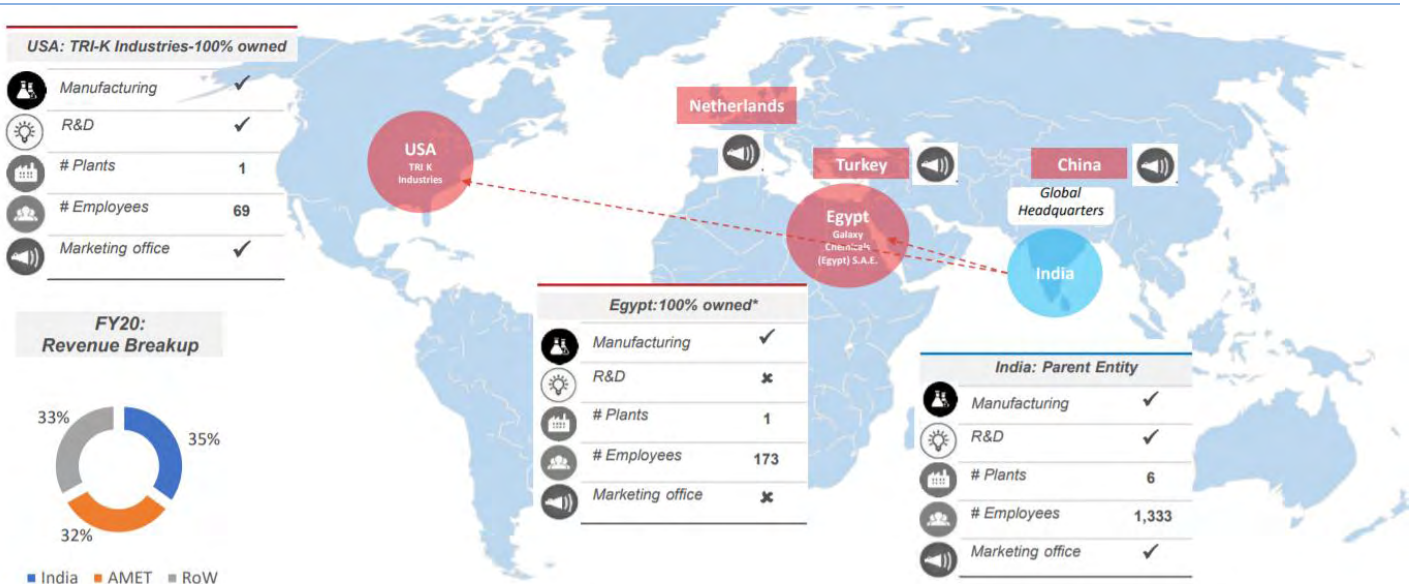 USA: TRI-K Industries-100% owned
Manufacturing ✓
R&D ✓
# Plants 1
# Employees 69
Marketing office ✓
FY20:
Revenue Breakup
33%
35%
32%
India AMET RoW
USA
TRI K
Industries
Netherlands
Turkey
China
Global
Headquarters
Egypt
Galaxy
Chemicals
(Egypt) S.A.E.
India
Egypt:100% owned*
Manufacturing ✓
R&D ✖
# Plants 1
# Employees 173
Marketing office ✖
India: Parent Entity
Manufacturing ✓
R&D ✓
# Plants 6
# Employees 1,333
Marketing office ✓